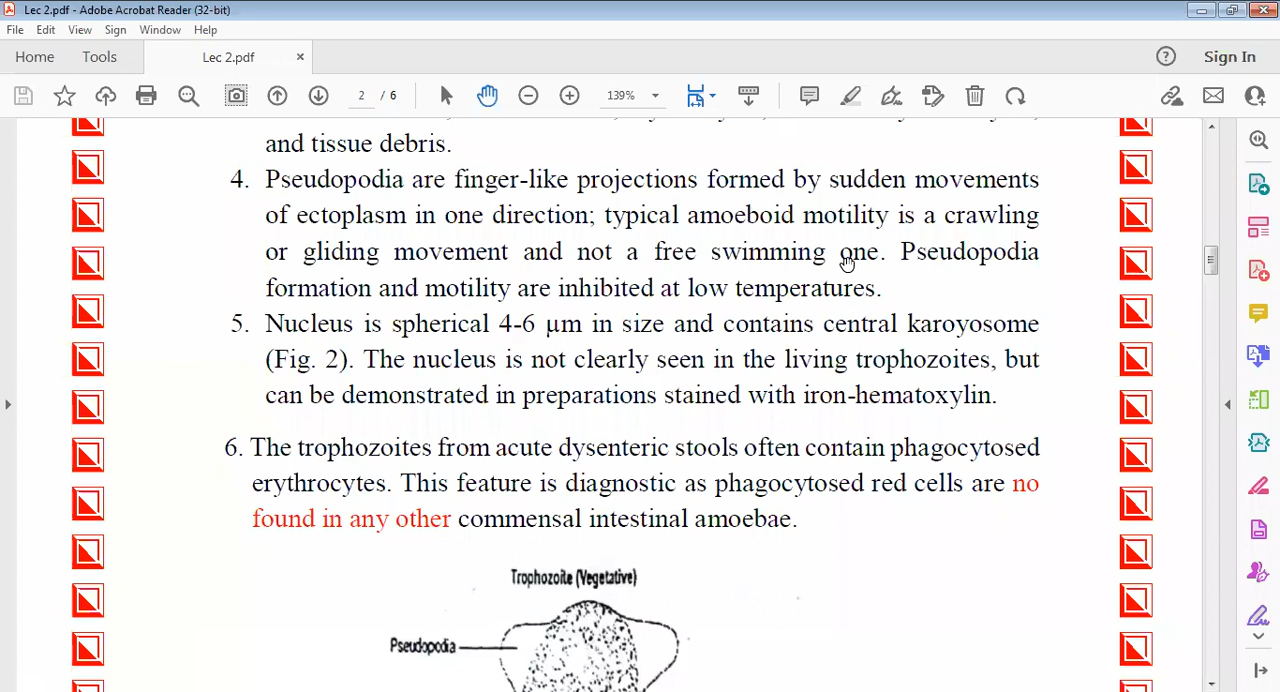 Lec 2.pdf - Adobe Acrobat Reader (32-bit)
File Edit View Sign Window Help
Home Tools Lec 2.pdf × Sign In
2 / 6 139%
and tissue debris.
4. Pseudopodia are finger-like projections formed by sudden movements
of ectoplasm in one direction; typical amoeboid motility is a crawling
or gliding movement and not a free swimming one. Pseudopodia
formation and motility are inhibited at low temperatures.
5. Nucleus is spherical 4-6 µm in size and contains central karoyosome
(Fig. 2). The nucleus is not clearly seen in the living trophozoites, but
can be demonstrated in preparations stained with iron-hematoxylin.
6. The trophozoites from acute dysenteric stools often contain phagocytosed
erythrocytes. This feature is diagnostic as phagocytosed red cells are no
found in any other commensal intestinal amoebae.
Trophozoite (Vegetative)
Pseudopodia